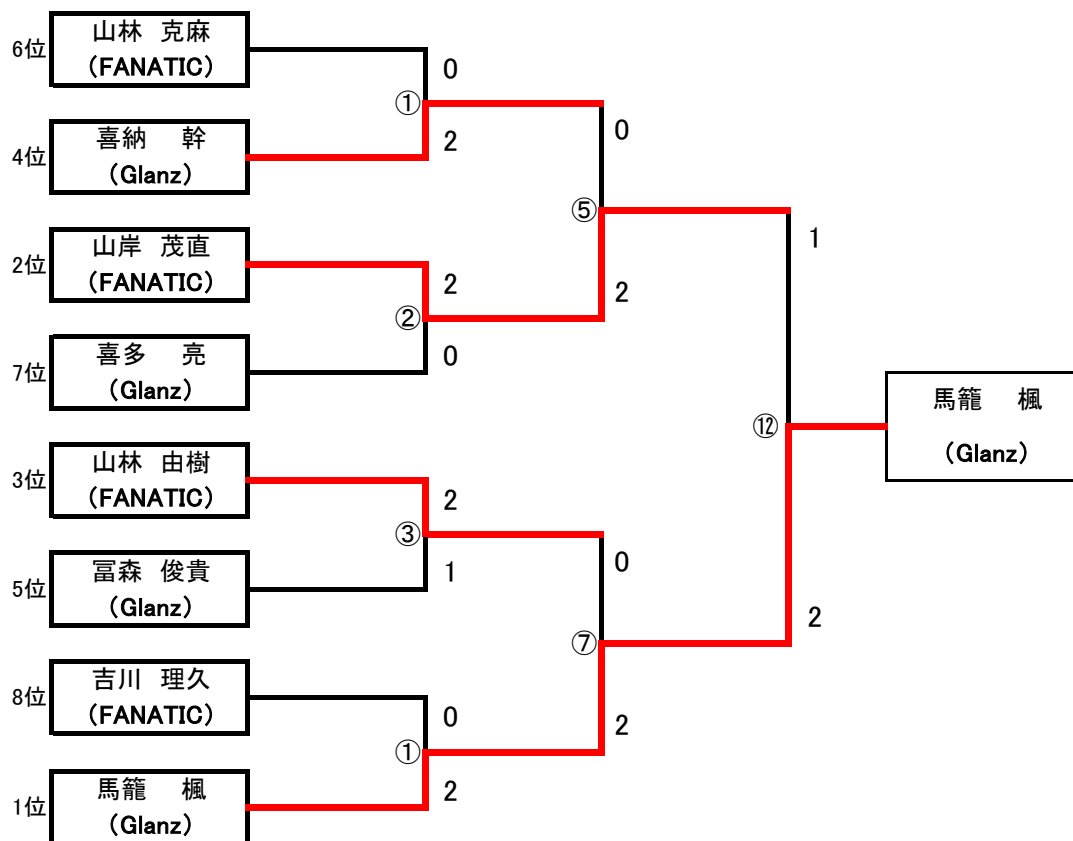 6位
山林 克麻
(FANATIC)
0
①
4位
喜納 幹
(Glanz)
2
0
⑤
2位
山岸 茂直
(FANATIC)
2
②
2
1
7位
喜多 亮
(Glanz)
0
⑫
馬籠 楓
(Glanz)
3位
山林 由樹
(FANATIC)
2
③
0
5位
冨森 俊貴
(Glanz)
1
2
⑦
8位
吉川 理久
(FANATIC)
0
①
2
1位
馬籠 楓
(Glanz)
2